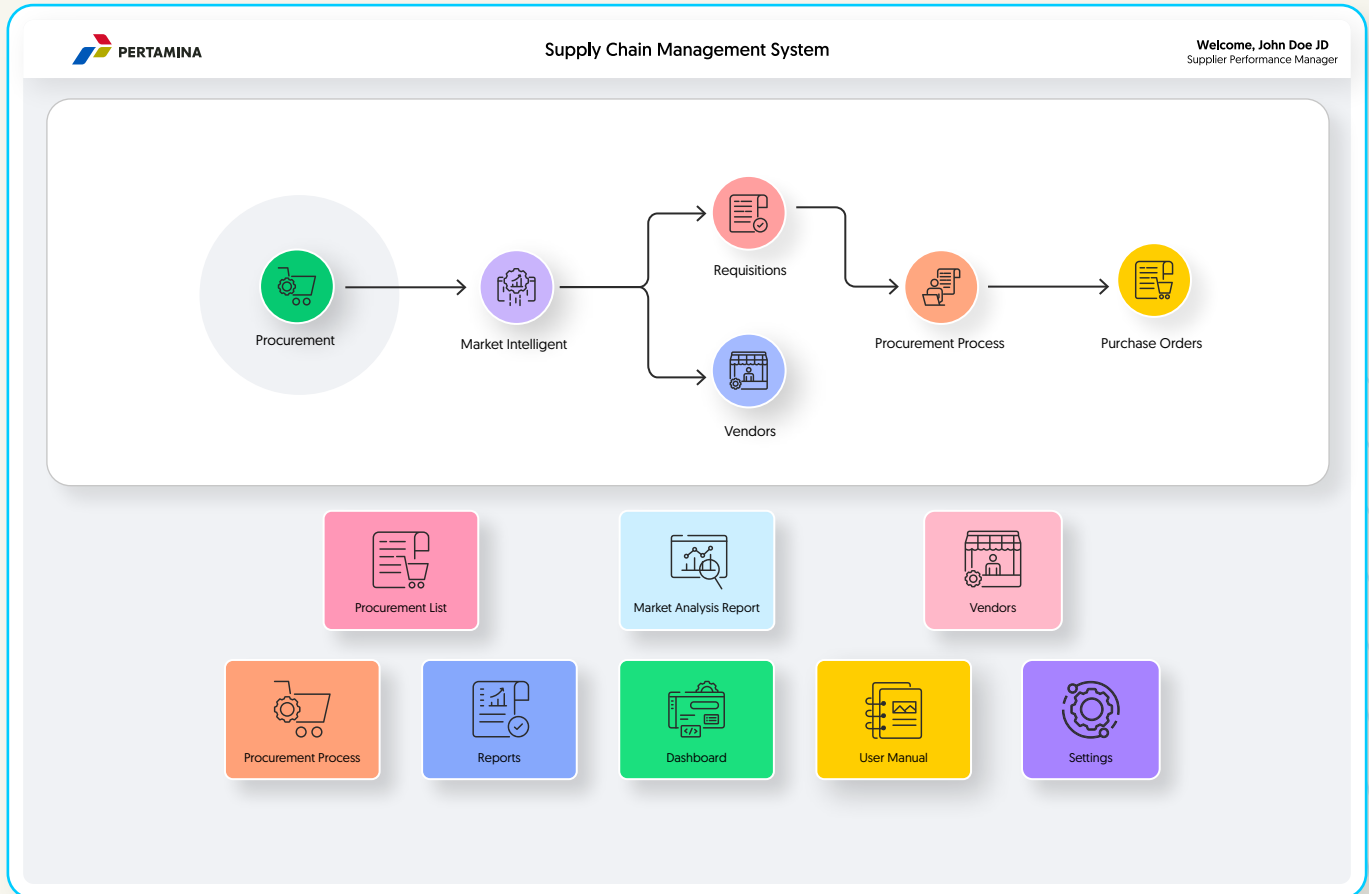 PERTAMINA
Supply Chain Management System
Welcome, John Doe JD
Supplier Performance Manager
Procurement
Market Intelligent
Requisitions
Vendors
Procurement Process
Purchase Orders
Procurement List
Market Analysis Report
Vendors
Procurement Process
Reports
Dashboard
User Manual
Settings